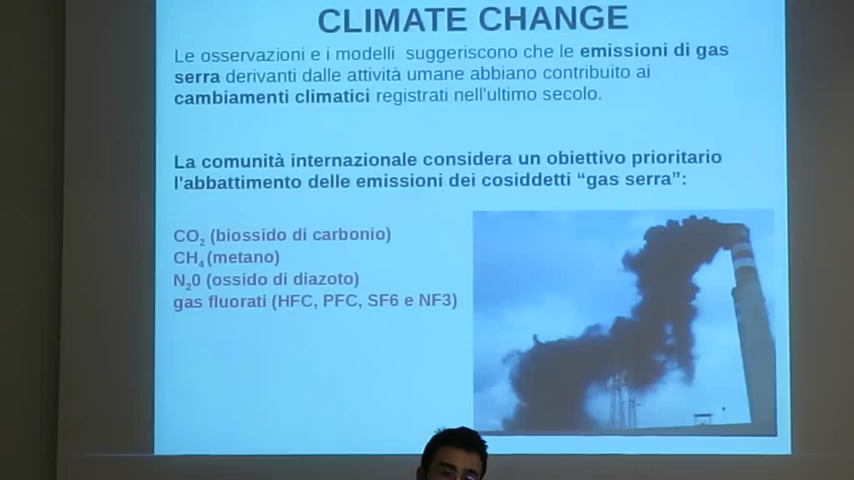 CLIMATE CHANGE
Le osservazioni e i modelli suggeriscono che le emissioni di gas
serra derivanti dalle attività umane abbiano contribuito ai
cambiamenti climatici registrati nell'ultimo secolo.
La comunità internazionale considera un obiettivo prioritario
l'abbattimento delle emissioni dei cosiddetti “gas serra”:
CO₂ (biossido di carbonio)
CH₄ (metano)
N₂0 (ossido di diazoto)
gas fluorati (HFC, PFC, SF6 e NF3)